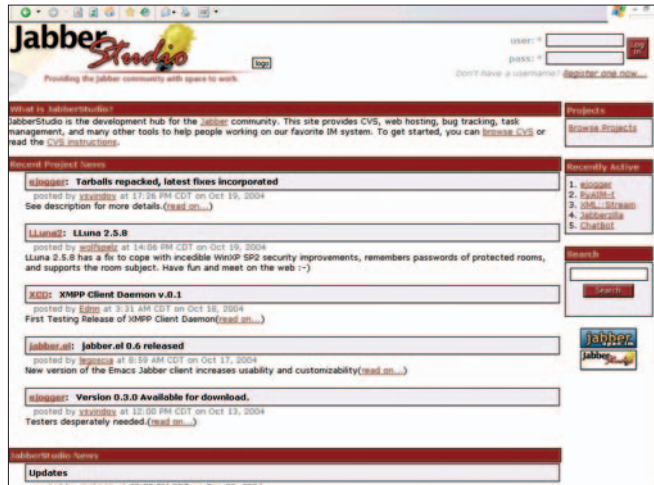 Jabber Studio
logo
Providing the Jabber community with space to work.
user: *
pass: *
Log in
Don't have a username? Register one now...
What is JabberStudio?
JabberStudio is the development hub for the Jabber community. This site provides CVS, web hosting, bug tracking, task
management, and many other tools to help people working on our favorite IM system. To get started, you can browse CVS or
read the CVS instructions.
Recent Project News
ejogger: Tarballs repacked, latest fixes incorporated
posted by at 17:26 PM CDT on Oct 19, 2004
See description for more details.(read on...)
LLuna2: LLuna 2.5.8
posted by wolfspelz at 14:06 PM CDT on Oct 19, 2004
LLuna 2.5.8 has a fix to cope with incedible WinXP SP2 security improvements, remembers passwords of protected rooms,
and supports the room subject. Have fun and meet on the web :-)
XCD: XMPP Client Daemon v.0.1
posted by Edrin at 3:31 AM CDT on Oct 18, 2004
First Testing Release of XMPP Client Daemon(read on...)
jabber.el: jabber.el 0.6 released
posted by legoscia at 8:59 AM CDT on Oct 17, 2004
New version of the Emacs Jabber client increases usability and customizability(read on...)
ejogger: Version 0.3.0 Available for download.
posted by at 12:00 PM CDT on Oct 13, 2004
Testers desperately needed.(read on...)
JabberStudio News
Updates
Projects
Browse Projects
Recently Active
1. ejogger
2. PyAIM-t
3. XML::Stream
4. Jabberzilla
5. ChatBot
Search
Search
jabber
Jabber Studio